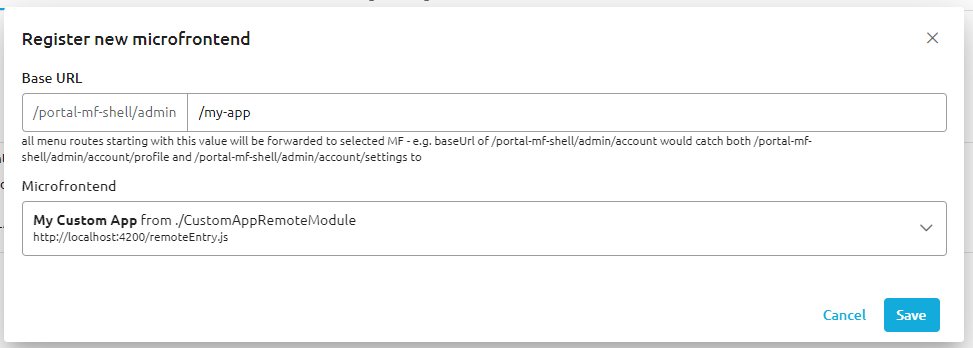 Register new microfrontend
Base URL
/portal-mf-shell/admin /my-app
all menu routes starting with this value will be forwarded to selected MF - e.g. baseUrl of /portal-mf-shell/admin/account would catch both /portal-mf-
shell/admin/account/profile and /portal-mf-shell/admin/account/settings to
Microfrontend
My Custom App from ./CustomAppRemoteModule
http://localhost:4200/remoteEntry.js
Cancel Save